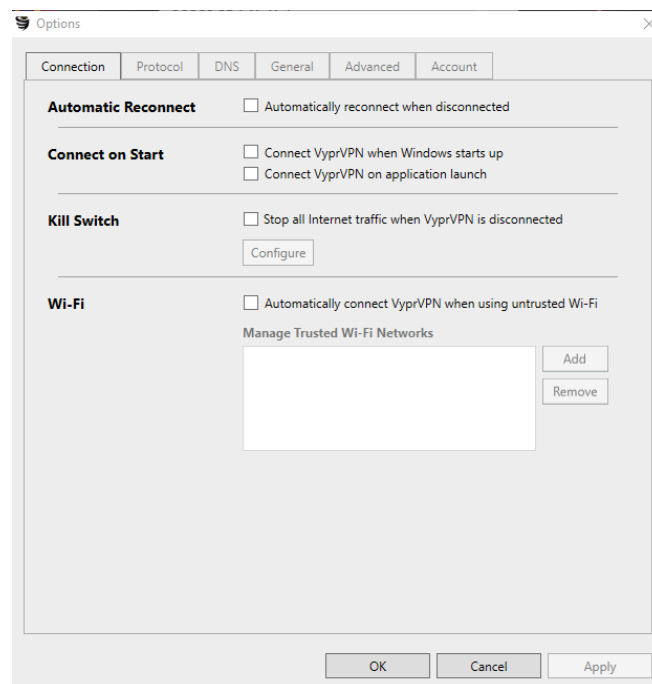 Options
Connection Protocol DNS General Advanced Account
Automatic Reconnect Automatically reconnect when disconnected
Connect on Start Connect VyprVPN when Windows starts up
Connect VyprVPN on application launch
Kill Switch Stop all Internet traffic when VyprVPN is disconnected
Configure
Wi-Fi Automatically connect VyprVPN when using untrusted Wi-Fi
Manage Trusted Wi-Fi Networks
Add
Remove
OK Cancel Apply